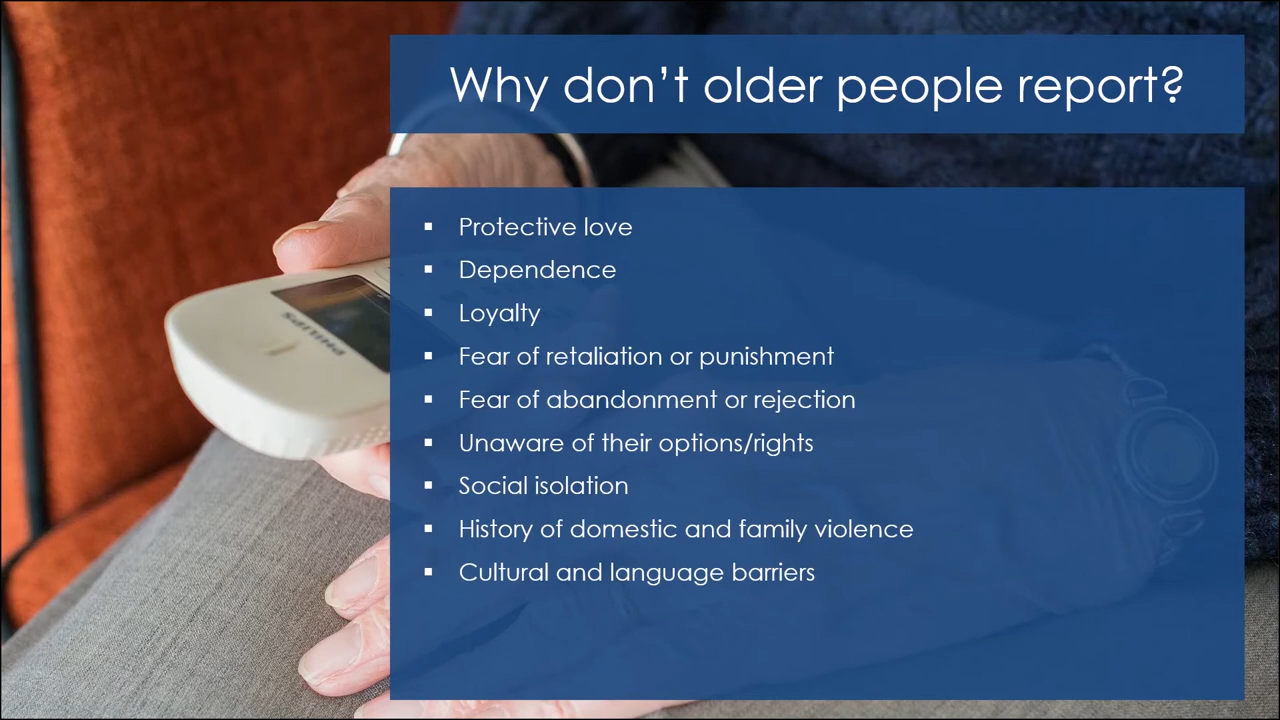 Why don’t older people report?
▪ Protective love
▪ Dependence
▪ Loyalty
▪ Fear of retaliation or punishment
▪ Fear of abandonment or rejection
▪ Unaware of their options/rights
▪ Social isolation
▪ History of domestic and family violence
▪ Cultural and language barriers
PHILIPS